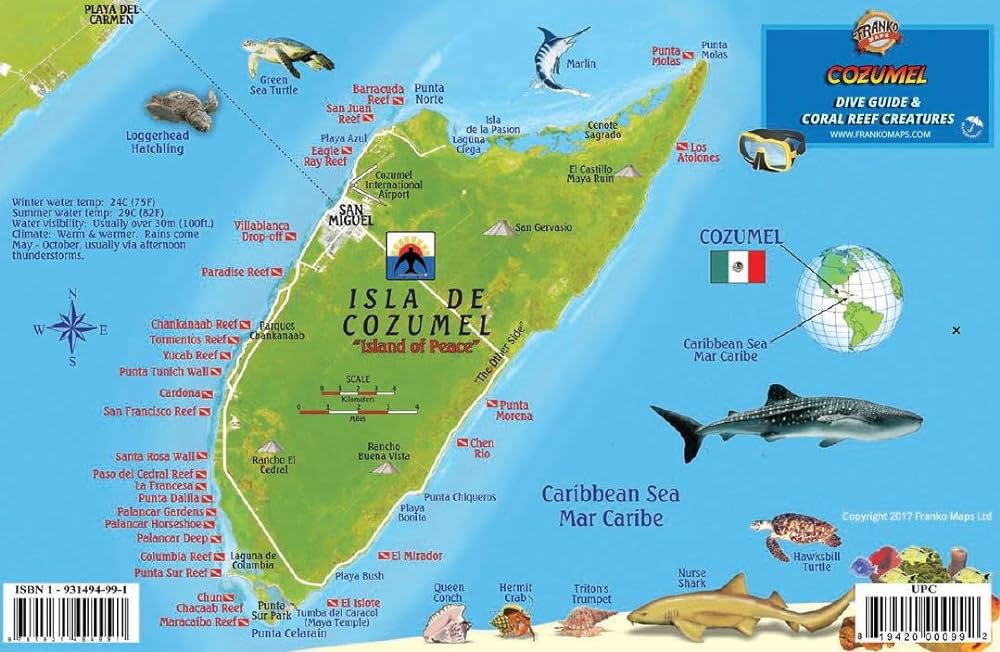 PLAYA DEL
CARMEN
Green
Sea Turtle
Loggerhead
Hatchling
Marlin
Punta
Molas
Punta
Molas
FRANKO
MAPS
COZUMEL
DIVE GUIDE &
CORAL REEF CREATURES
WWW.FRANKOMAPS.COM
Barracuda
Reef
Punta
Norte
San Juan
Reef
Playa Azul
Eagle
Ray Reef
Isla
de la Pasion
Laguna
Ciega
Cenote
Sagrado
Los
Atolones
El Castillo
Maya Ruin
Cozumel
International
Airport
SAN
MIGUEL
San Gervasio
Winter water temp: 24C (75F)
Summer water temp: 29C (82F)
Water visibility: Usually over 30m (100ft.)
Climate: Warm & warmer. Rains come
May - October, usually via afternoon
thunderstorms.
Villablanca
Drop-off
Paradise Reef
COZUMEL
Caribbean Sea
Mar Caribe
N
W
E
S
ISLA DE
COZUMEL
"Island of Peace"
"The Other Side"
Chankanaab Reef
Parques
Chankanaab
Tormentos Reef
Yucab Reef
Punta Tunich Wall
Cardona
San Francisco Reef
SCALE
0 1 2 3 4
Kilometers
0 1 2 3 4
Miles
Punta
Morena
Chen
Rio
Santa Rosa Wall
Paso del Cedral Reef
La Francesa
Punta Dalila
Palancar Gardens
Palancar Horseshoe
Palancar Deep
Columbia Reef
Punta Sur Reef
Rancho El
Cedral
Rancho
Buena Vista
Punta Chiqueros
Playa
Bonita
Caribbean Sea
Mar Caribe
Copyright 2017 Franko Maps Ltd
Hawksbill
Turtle
El Mirador
Laguna de
Columbia
Playa Bush
Chun
Chacaab Reef
Maracaibo Reef
Punte
Sur Park
El Islote
Tumba del Caracol
(Maya Temple)
Punta Celarain
Queen
Conch
Hermit
Crab
Triton's
Trumpet
Nurse
Shark
ISBN 1 - 931494-99-1
UPC
8 19420 00099 2